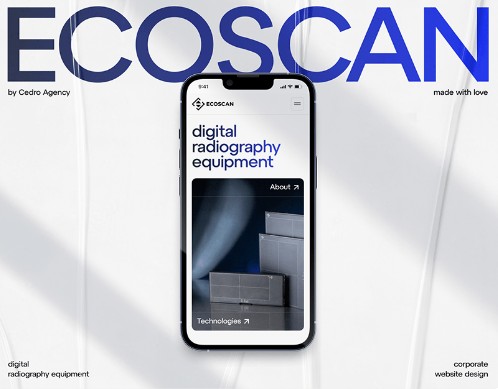 ECOSCAN
by Cedro Agency
made with love
9:41
ECOSCAN
digital
radiography
equipment
About
Technologies
digital
radiography equipment
corporate
website design